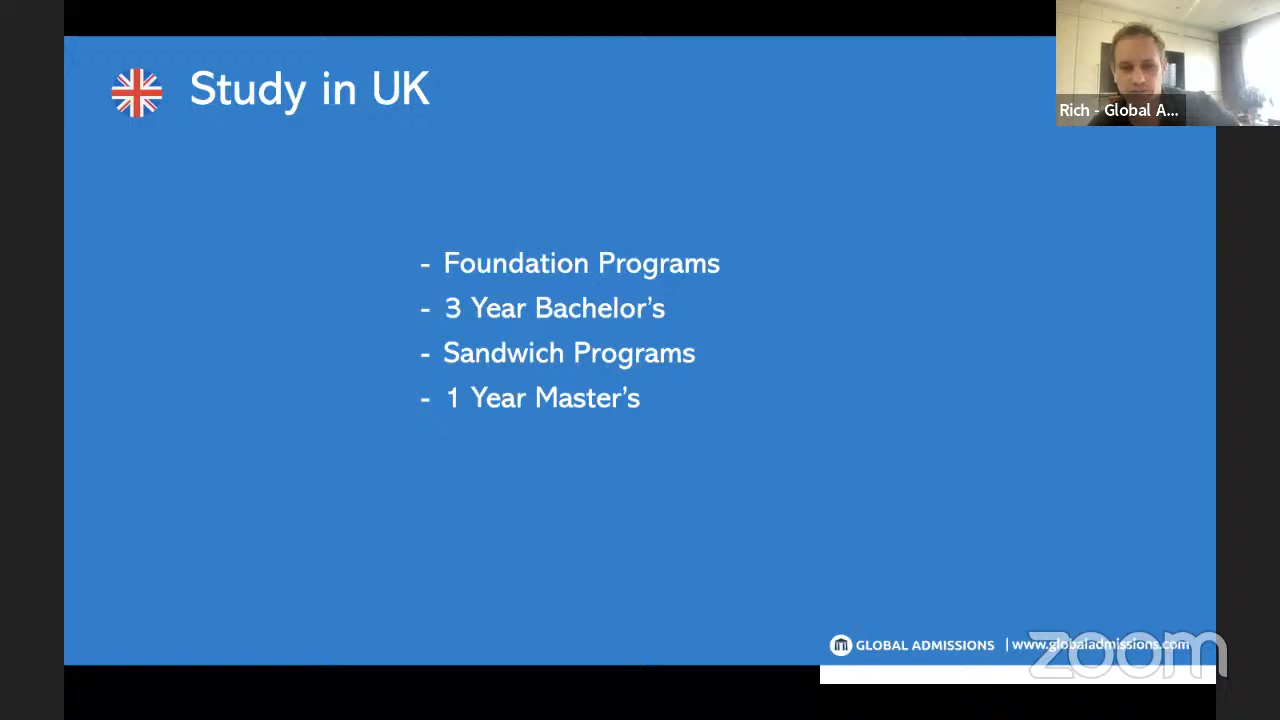 Study in UK
Rich - Global A...
- Foundation Programs
- 3 Year Bachelor's
- Sandwich Programs
- 1 Year Master's
GLOBAL ADMISSIONS | www.globaladmissions.com
zoom